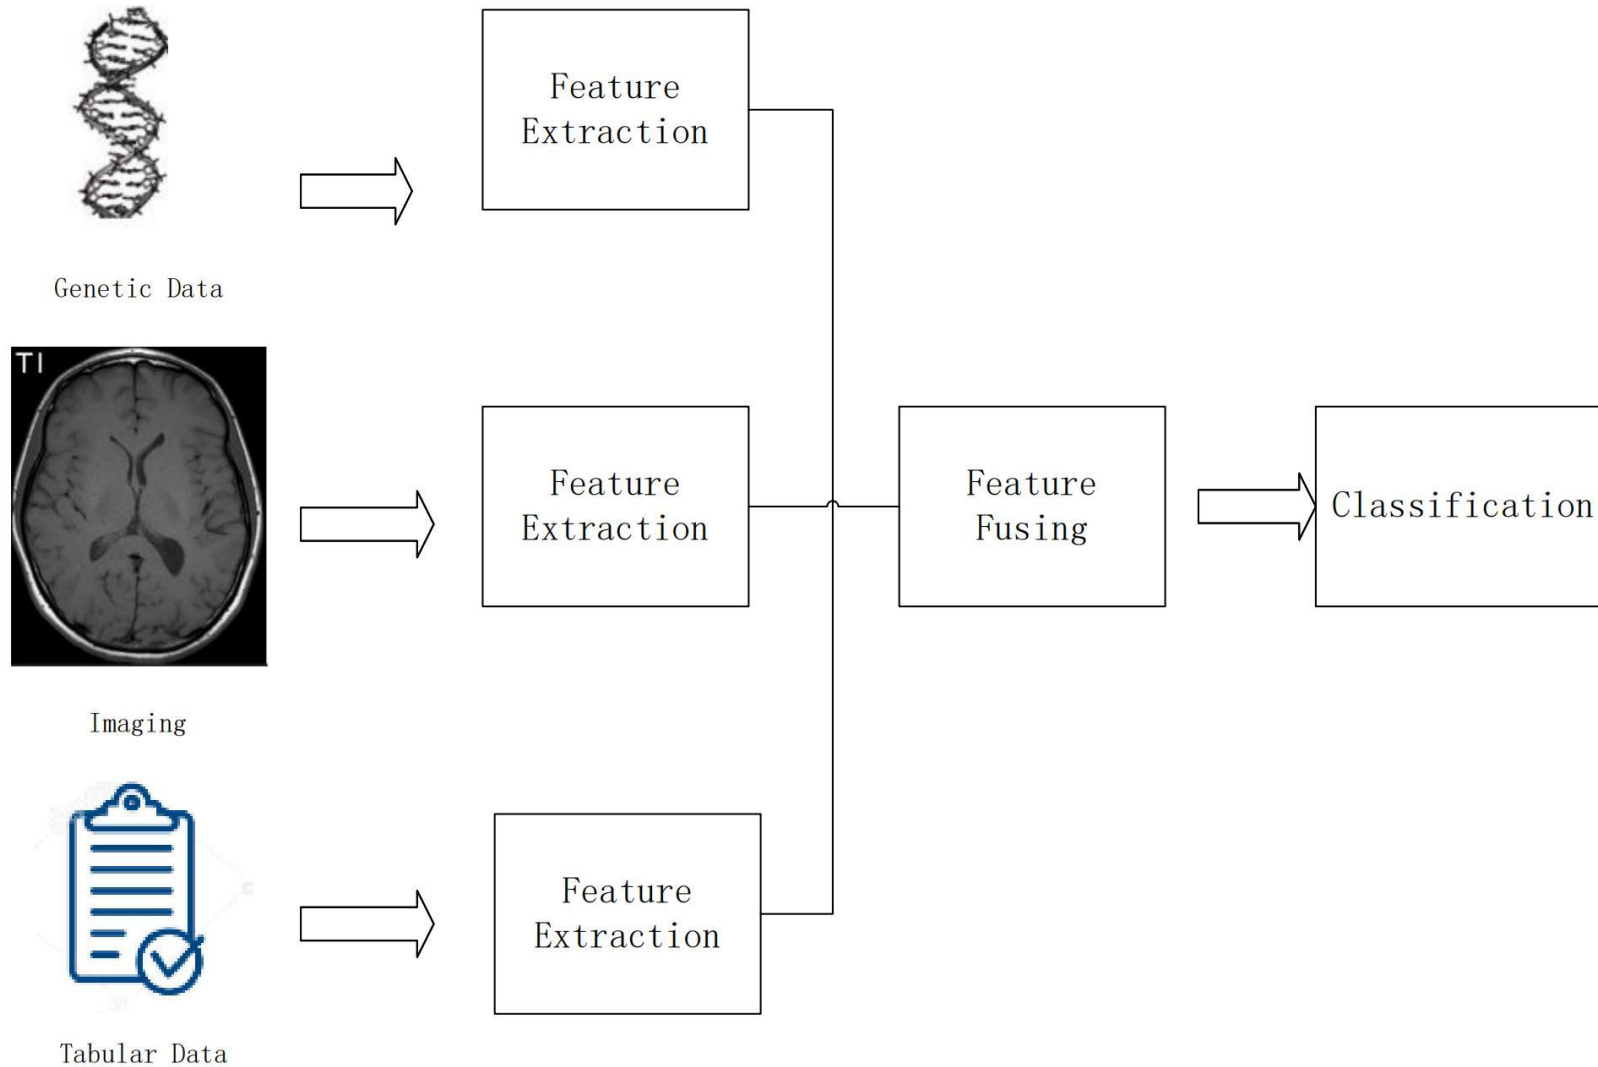 Feature
Extraction
Genetic Data
TI
Feature
Extraction
Feature
Fusing
Classification
Imaging
Feature
Extraction
Tabular Data